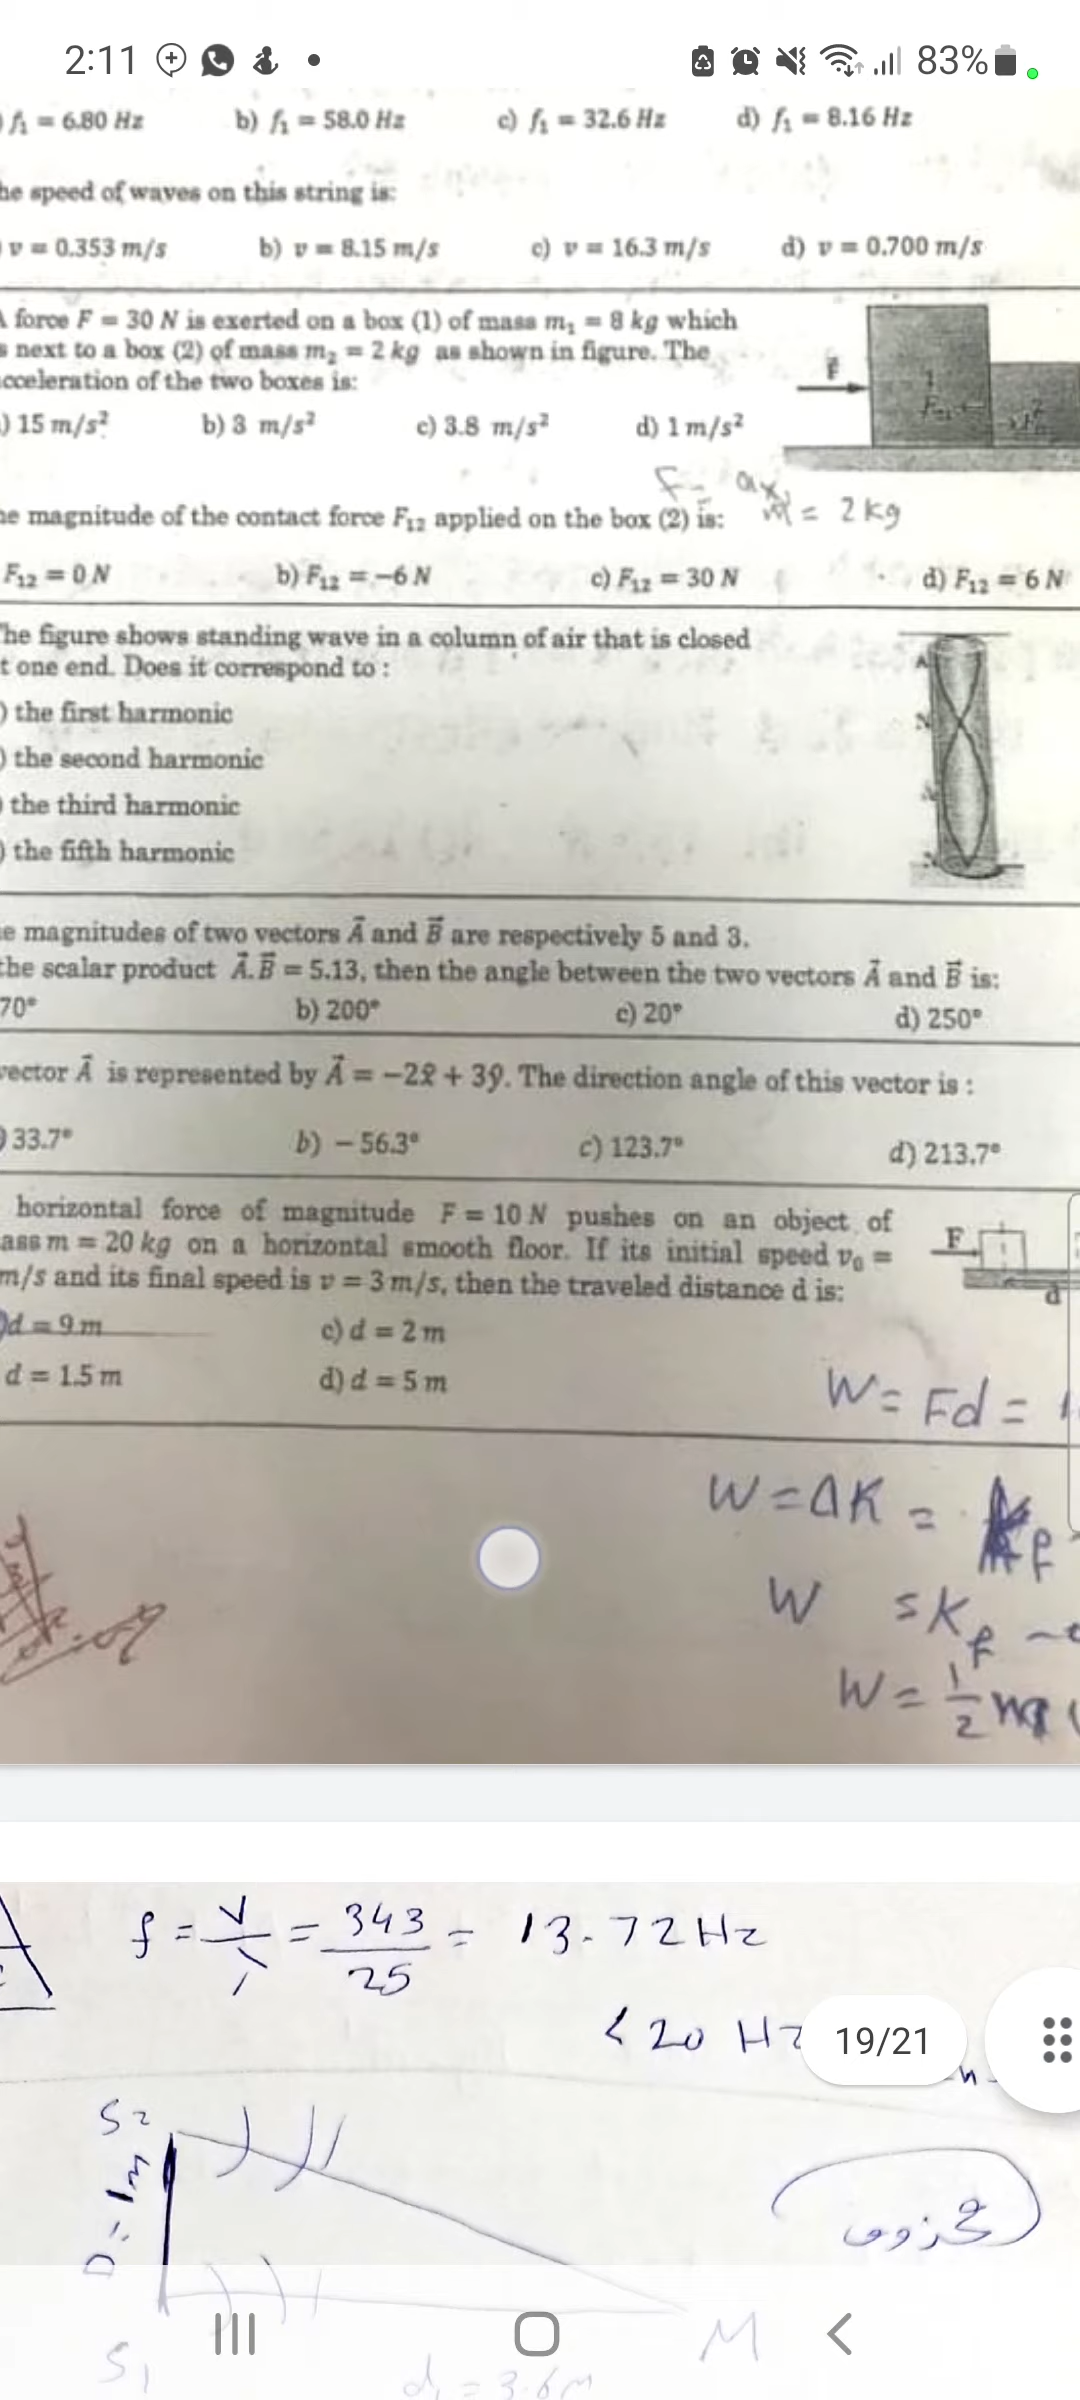 2:11
83%
f₁ = 6.80 Hz b) f₁ = 58.0 Hz c) f₁ = 32.6 Hz d) f₁ = 8.16 Hz
he speed of waves on this string is:
v = 0.353 m/s b) v = 8.15 m/s c) v = 16.3 m/s d) v = 0.700 m/s
A force F = 30 N is exerted on a box (1) of mass m₁ = 8 kg which
s next to a box (2) of mass m₂ = 2 kg as shown in figure. The
cceleration of the two boxes is:
) 15 m/s² b) 3 m/s² c) 3.8 m/s² d) 1 m/s²
F
1
2
he magnitude of the contact force F₁₂ applied on the box (2) is:
= 2 kg
F₁₂ = 0 N b) F₁₂ = -6 N c) F₁₂ = 30 N d) F₁₂ = 6 N
he figure shows standing wave in a column of air that is closed
t one end. Does it correspond to :
) the first harmonic
) the second harmonic
the third harmonic
) the fifth harmonic
A
N
N
e magnitudes of two vectors A⃗ and B⃗ are respectively 5 and 3.
the scalar product A⃗.B⃗ = 5.13, then the angle between the two vectors A⃗ and B⃗ is:
70° b) 200° c) 20° d) 250°
vector A⃗ is represented by A⃗ = -2x̂ + 3ŷ. The direction angle of this vector is :
) 33.7° b) - 56.3° c) 123.7° d) 213.7°
horizontal force of magnitude F = 10 N pushes on an object of
ass m = 20 kg on a horizontal smooth floor. If its initial speed v₀ =
m/s and its final speed is v = 3 m/s, then the traveled distance d is:
F
d
d = 9 m c) d = 2 m
d = 1.5 m d) d = 5 m
W = Fd =
W = ΔK = Kf
W = Kf -
W = 1/2 m
f = V/λ = 343/25 = 13.72 Hz
< 20 Hz
19/21
S2
D = 1m
محزوف
M
S1
d1 = 3.6m